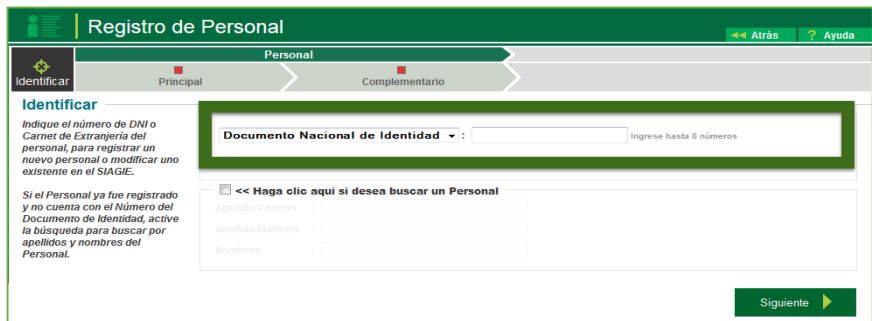 Registro de Personal
Atrás
? Ayuda
Identificar
Personal
Principal
Complementario
Identificar
Indique el número de DNI o
Carnet de Extranjería del
personal, para registrar un
nuevo personal o modificar uno
existente en el SIAGIE.
Si el Personal ya fue registrado
y no cuenta con el Número del
Documento de Identidad, active
la búsqueda para buscar por
apellidos y nombres del
Personal.
Documento Nacional de Identidad :
Ingrese hasta 8 números
<< Haga clic aqui si desea buscar un Personal
Apellido Paterno :
Apellido Materno :
Nombres :
Siguiente